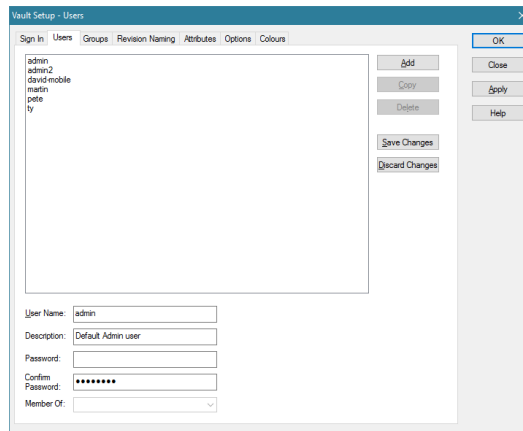 Vault Setup - Users
Sign In Users Groups Revision Naming Attributes Options Colours
admin
admin2
david-mobile
martin
pete
ty
Add
Copy
Delete
Save Changes
Discard Changes
OK
Close
Apply
Help
User Name: admin
Description: Default Admin user
Password:
Confirm
Password: ●●●●●●●●
Member Of: